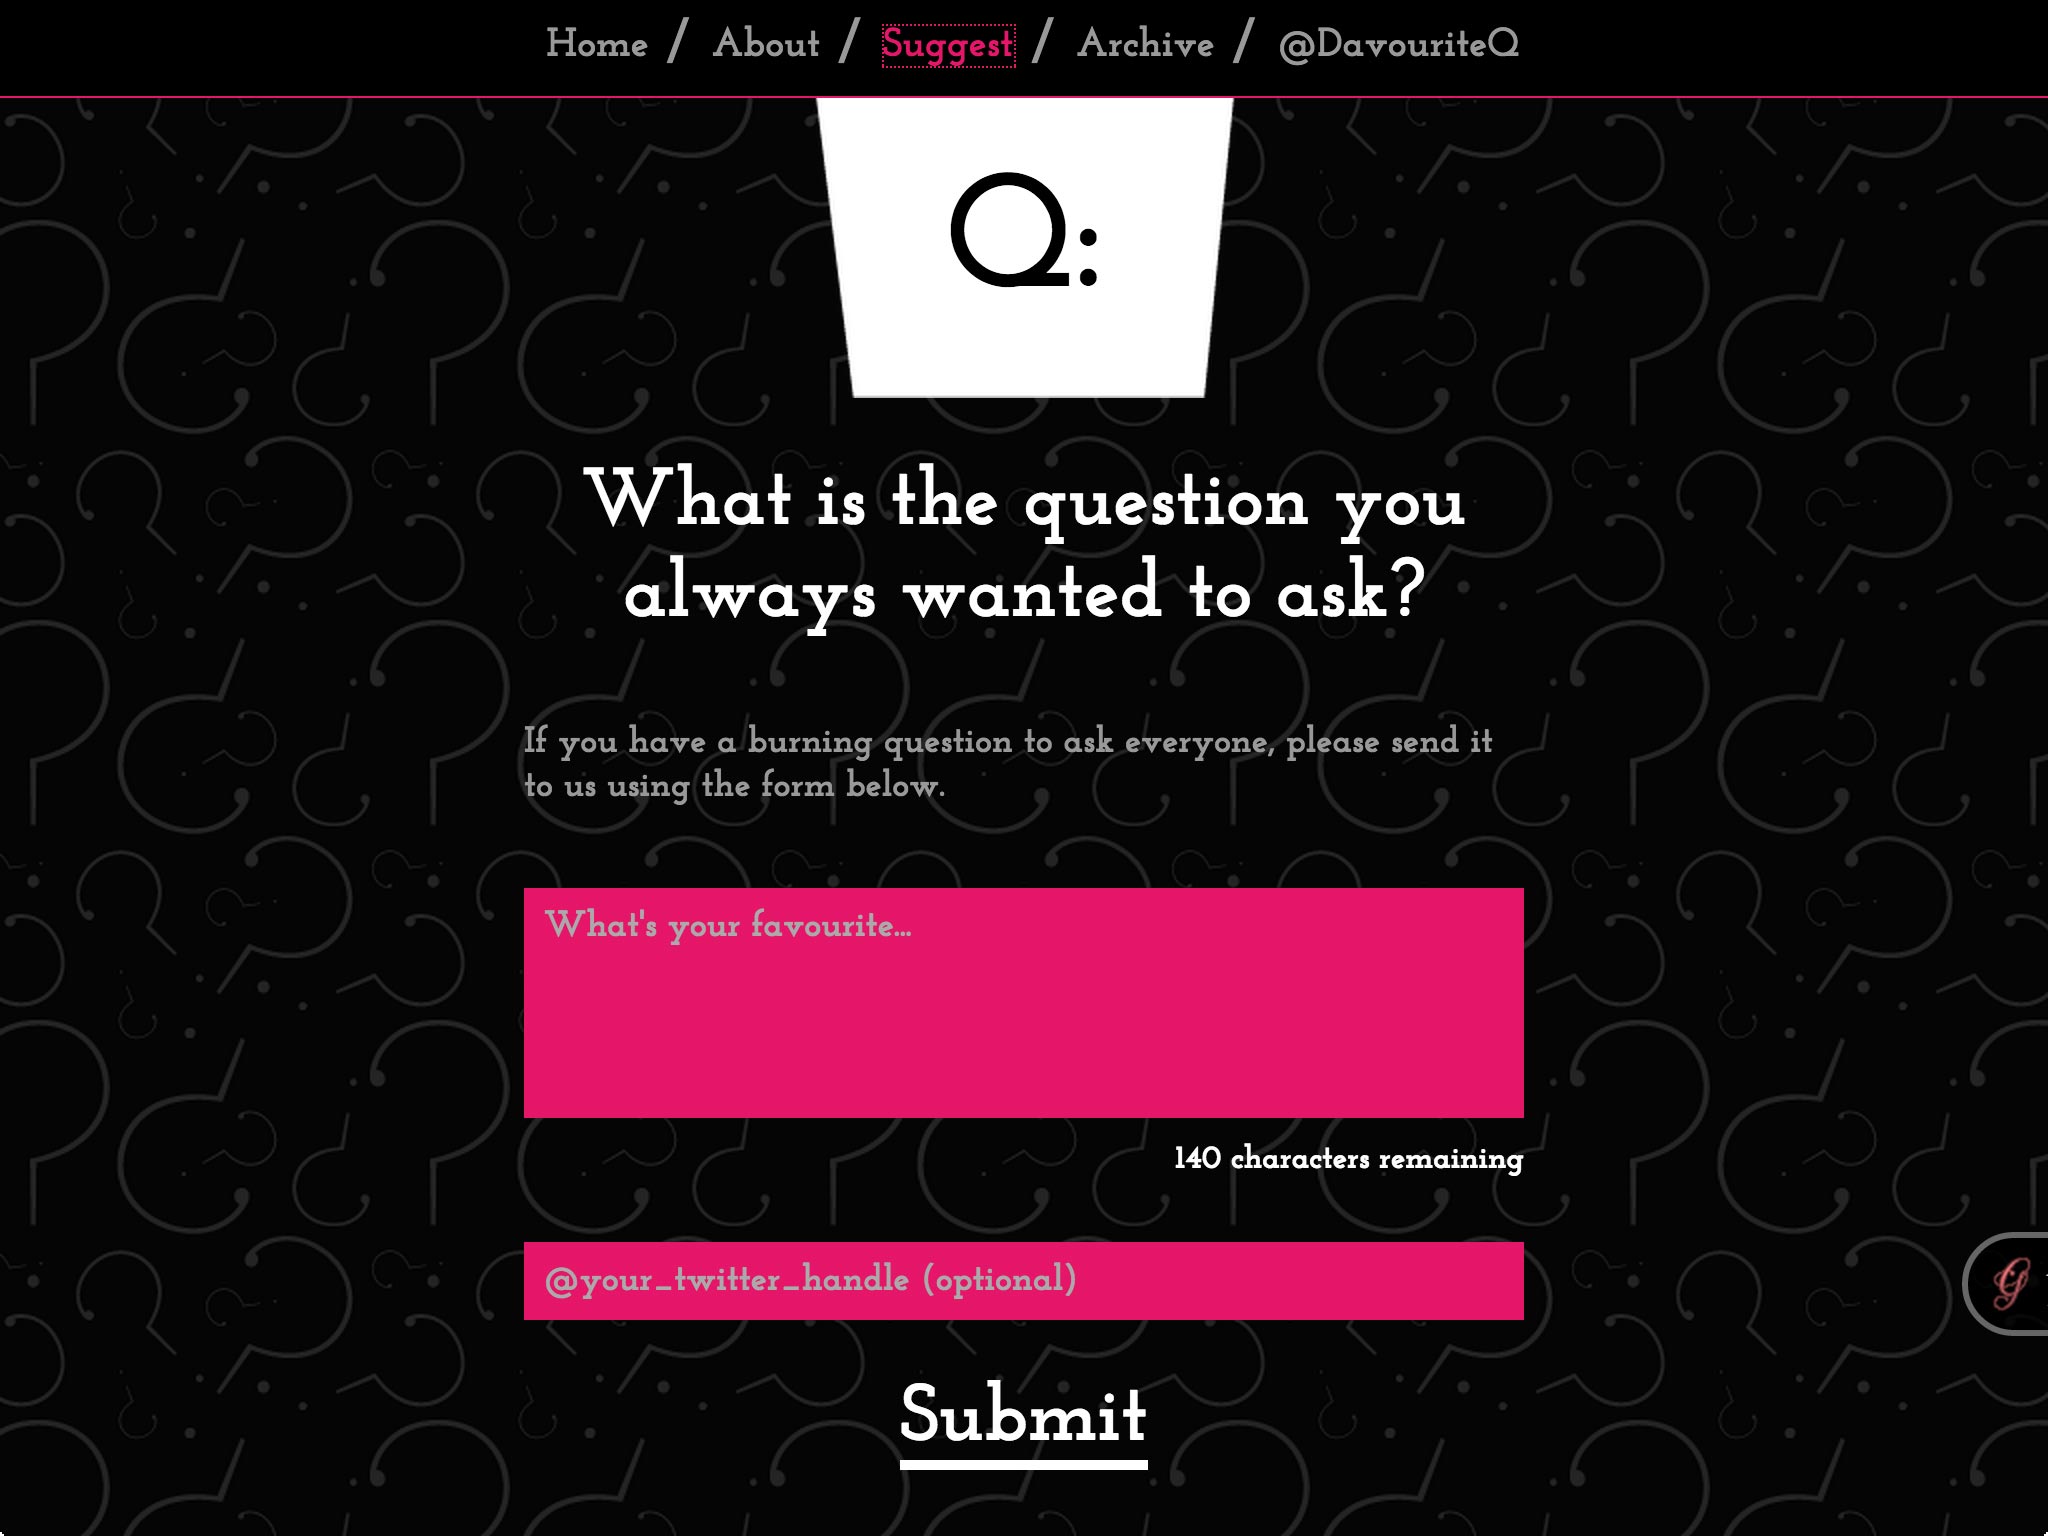 Home / About / Suggest / Archive / @DavouriteQ
Q:
What is the question you
always wanted to ask?
If you have a burning question to ask everyone, please send it
to us using the form below.
What's your favourite...
140 characters remaining
@your_twitter_handle (optional)
Submit
G